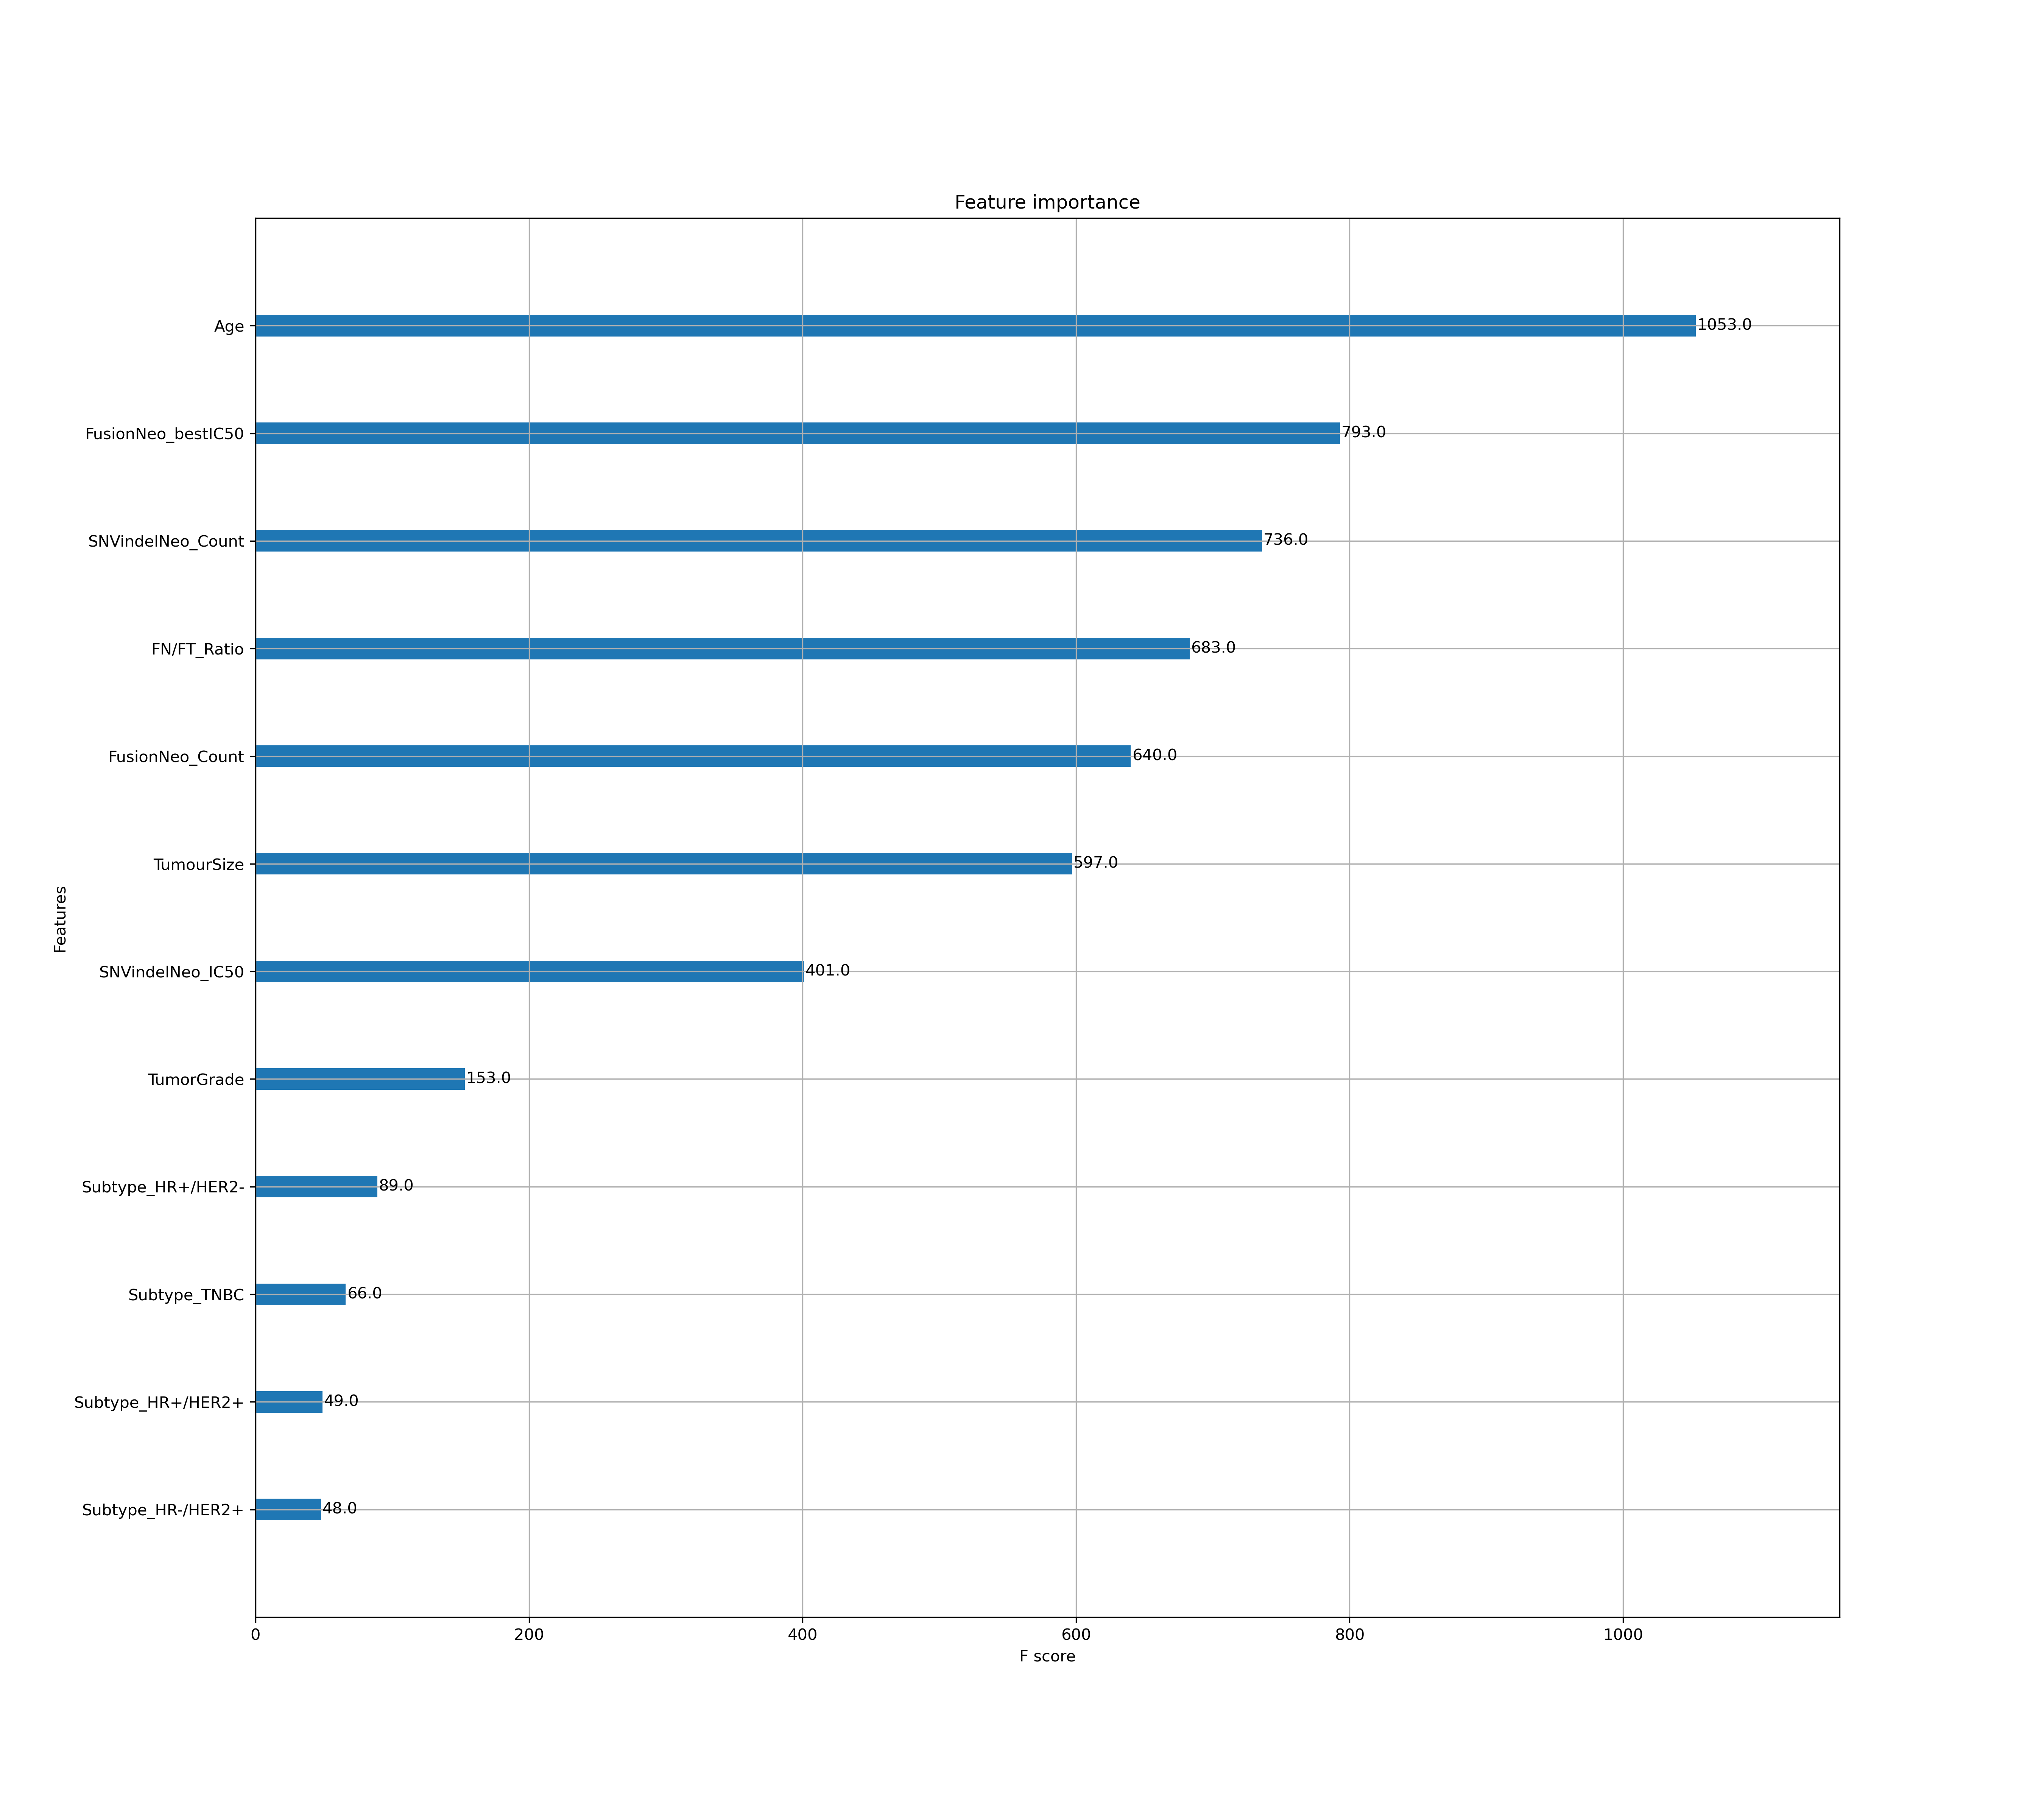 Feature importance
Age
1053.0
FusionNeo_bestIC50
793.0
SNVindelNeo_Count
736.0
FN/FT_Ratio
683.0
FusionNeo_Count
640.0
TumourSize
597.0
Features
SNVindelNeo_IC50
401.0
TumorGrade
153.0
Subtype_HR+/HER2-
89.0
Subtype_TNBC
66.0
Subtype_HR+/HER2+
49.0
Subtype_HR-/HER2+
48.0
0 200 400 600 800 1000
F score